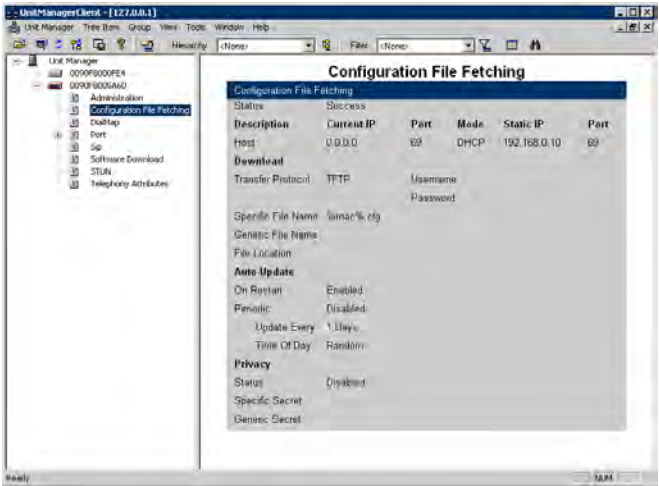 UnitManagerClient - [127.0.0.1]
Unit Manager Tree Item Group View Tools Window Help
Hierarchy <None> Filter <None>
Unit Manager
0090F8000FE4
Administration
Configuration File Fetching
DialMap
Port
Sip
Software Download
STUN
Telephony Attributes
Configuration File Fetching
Configuration File Fetching
Status Success
Description Current IP Port Mode Static IP Port
Host 0.0.0.0 69 DHCP 192.168.0.10 69
Download
Transfer Protocol TFTP Username
Password
Specific File Name %mac%.cfg
Generic File Name
File Location
Auto Update
On Restart Enabled
Periodic Disabled
Update Every 1 Days
Time Of Day Random
Privacy
Status Disabled
Specific Secret
Generic Secret
Ready NUM